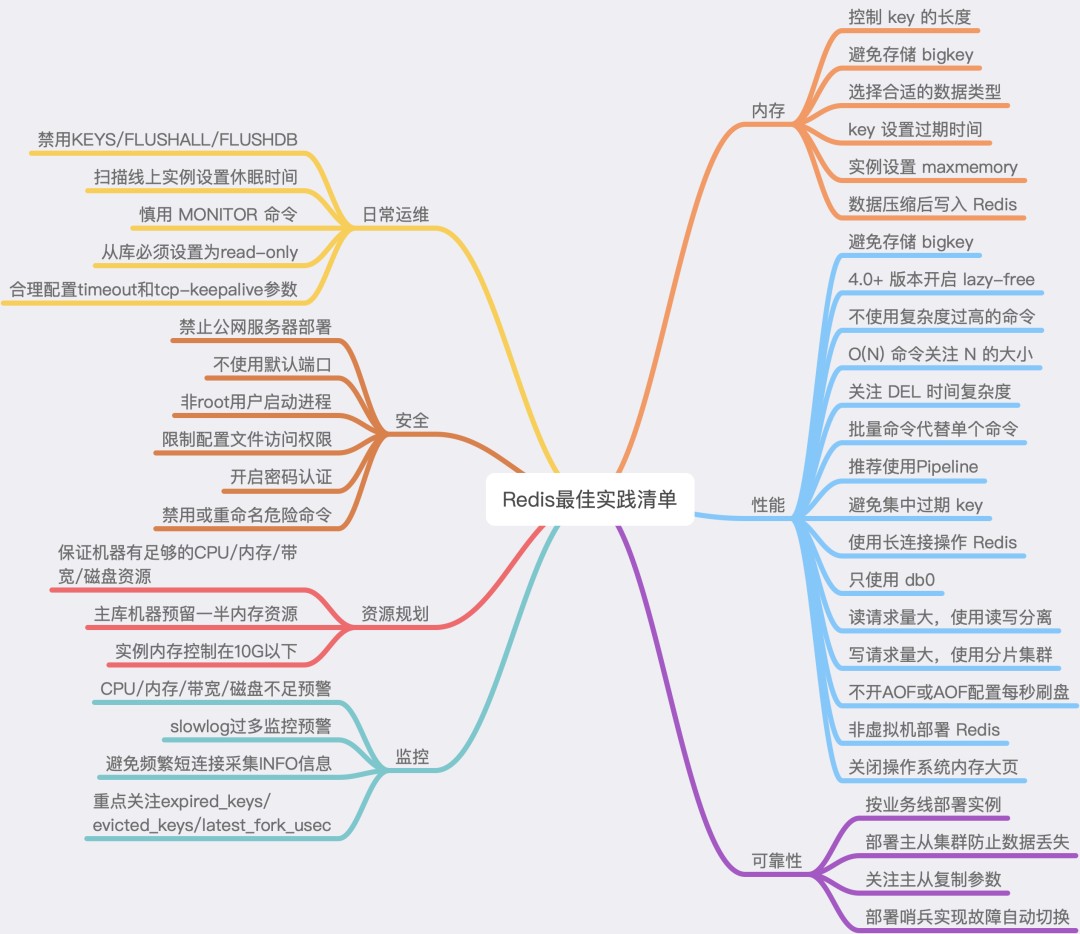 Redis最佳实践清单
内存
控制 key 的长度
避免存储 bigkey
选择合适的数据类型
key 设置过期时间
实例设置 maxmemory
数据压缩后写入 Redis
性能
避免存储 bigkey
4.0+ 版本开启 lazy-free
不使用复杂度过高的命令
O(N) 命令关注 N 的大小
关注 DEL 时间复杂度
批量命令代替单个命令
推荐使用Pipeline
避免集中过期 key
使用长连接操作 Redis
只使用 db0
读请求量大，使用读写分离
写请求量大，使用分片集群
不开AOF或AOF配置每秒刷盘
非虚拟机部署 Redis
关闭操作系统内存大页
可靠性
按业务线部署实例
部署主从集群防止数据丢失
关注主从复制参数
部署哨兵实现故障自动切换
日常运维
禁用KEYS/FLUSHALL/FLUSHDB
扫描线上实例设置休眠时间
慎用 MONITOR 命令
从库必须设置为read-only
合理配置timeout和tcp-keepalive参数
安全
禁止公网服务器部署
不使用默认端口
非root用户启动进程
限制配置文件访问权限
开启密码认证
禁用或重命名危险命令
资源规划
保证机器有足够的CPU/内存/带
宽/磁盘资源
主库机器预留一半内存资源
实例内存控制在10G以下
监控
CPU/内存/带宽/磁盘不足预警
slowlog过多监控预警
避免频繁短连接采集INFO信息
重点关注expired_keys/
evicted_keys/latest_fork_usec